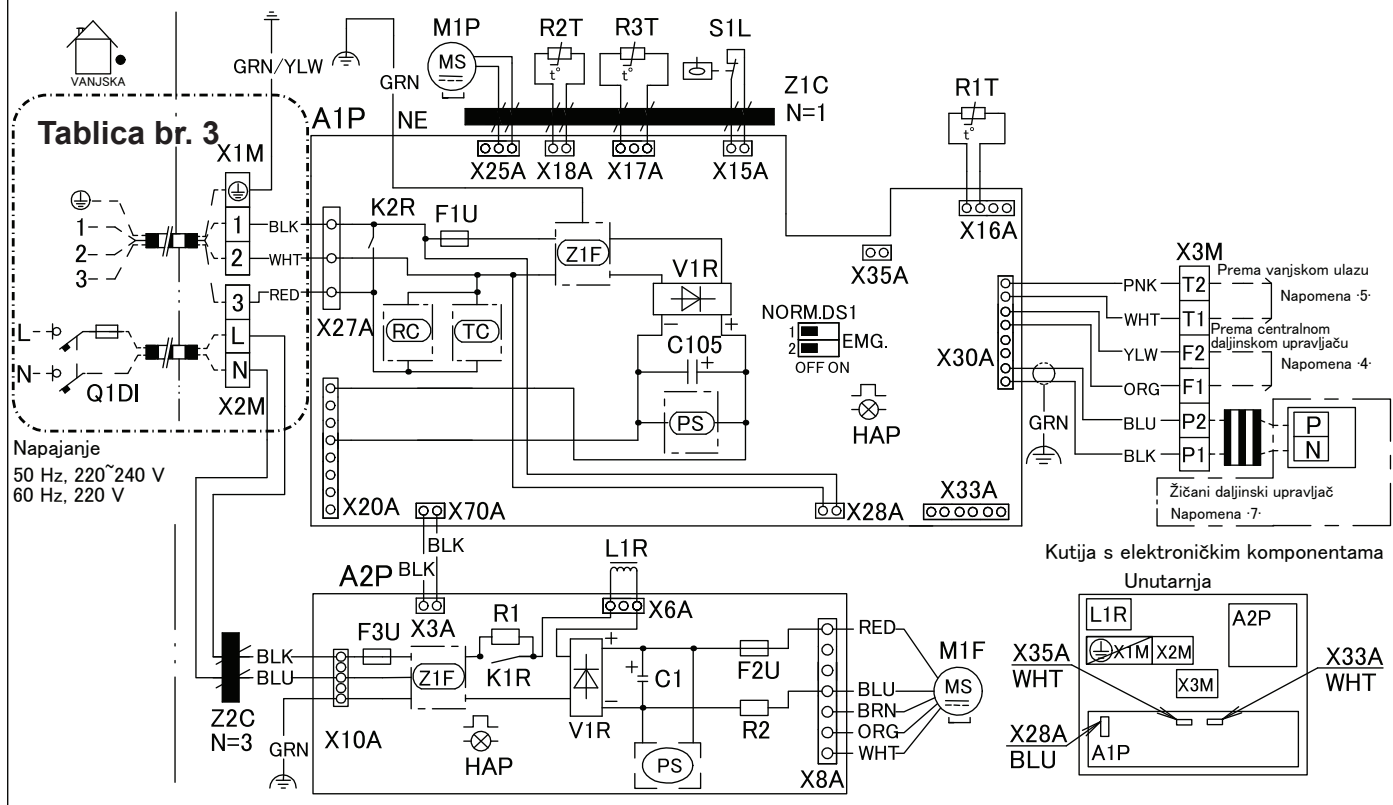 VANJSKA
GRN/YLW
GRN
M1P
MS
R2T
t°
R3T
t°
S1L
Z1C
N=1
R1T
t°
Tablica br. 3
X1M
A1P
NE
X25A
X18A
X17A
X15A
X16A
X35A
1
2
3
1
2
3
BLK
WHT
RED
K2R
F1U
Z1F
V1R
X27A
RC
TC
C105
PS
NORM.
DS1
1
2
EMG.
OFF ON
HAP
L
N
Q1DI
L
N
X2M
Napajanje
50 Hz, 220~240 V
60 Hz, 220 V
X30A
PNK
WHT
YLW
ORG
BLU
BLK
GRN
X3M
T2
T1
F2
F1
P2
P1
Prema vanjskom ulazu
Napomena ·5·
Prema centralnom
daljinskom upravljaču
Napomena ·4·
P
N
Žičani daljinski upravljač
Napomena ·7·
X20A
X70A
X28A
X33A
BLK
BLK
A2P
X3A
L1R
X6A
F3U
R1
K1R
Z1F
V1R
C1
F2U
R2
PS
HAP
BLK
BLU
Z2C
N=3
GRN
X10A
X8A
RED
BLU
BRN
ORG
WHT
M1F
MS
Kutija s elektroničkim komponentama
Unutarnja
L1R
A2P
X1M
X2M
X3M
A1P
X35A
WHT
X33A
WHT
X28A
BLU